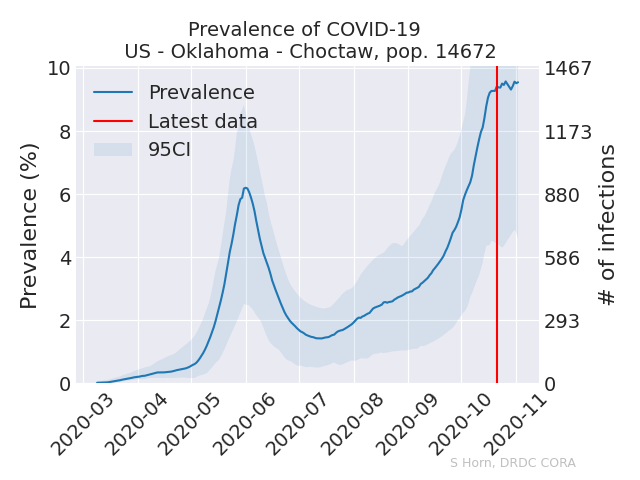 Prevalence of COVID-19
US - Oklahoma - Choctaw, pop. 14672
Prevalence
Latest data
95CI
Prevalence (%)
10
8
6
4
2
0
1467
1173
880
586
293
0
# of infections
2020-03
2020-04
2020-05
2020-06
2020-07
2020-08
2020-09
2020-10
2020-11
S Horn, DRDC CORA